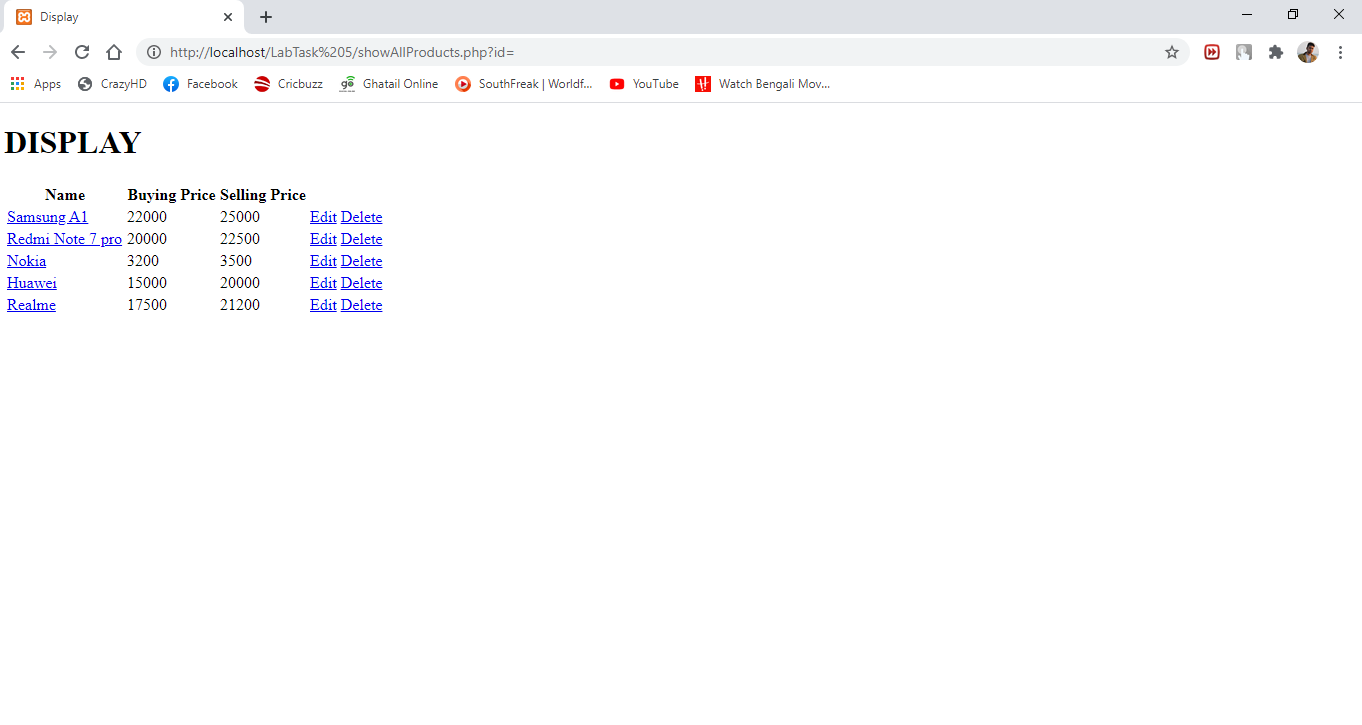 Display
http://localhost/LabTask%205/showAllProducts.php?id=
Apps CrazyHD Facebook Cricbuzz go Ghatail Online SouthFreak | Worldf... YouTube Watch Bengali Mov...
DISPLAY
Name Buying Price Selling Price
Samsung A1 22000 25000 Edit Delete
Redmi Note 7 pro 20000 22500 Edit Delete
Nokia 3200 3500 Edit Delete
Huawei 15000 20000 Edit Delete
Realme 17500 21200 Edit Delete